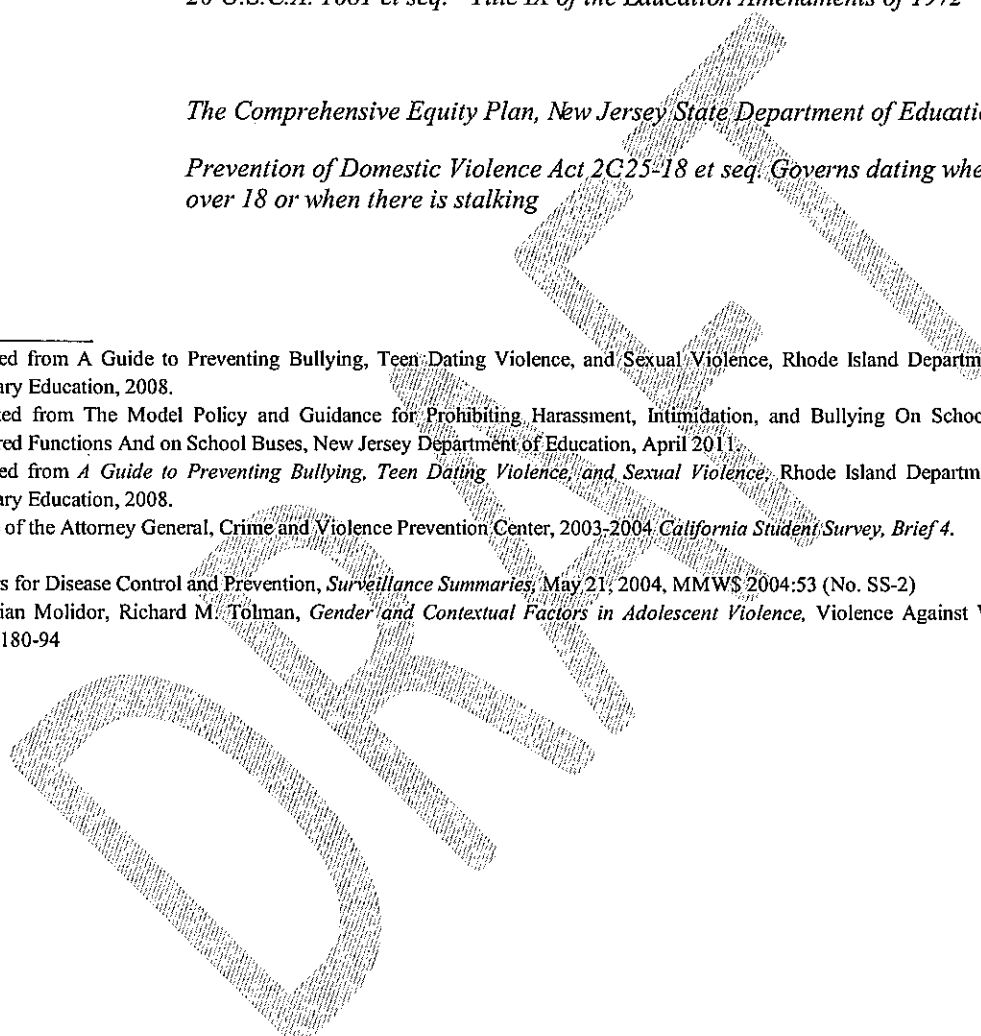 20 U.S.C.A. 1681 et seq. Title IX of the Education Amendments of 1972
The Comprehensive Equity Plan, New Jersey State Department of Educatio
Prevention of Domestic Violence Act 2C25-18 et seq. Governs dating whe
over 18 or when there is stalking
ed from A Guide to Preventing Bullying, Teen Dating Violence, and Sexual Violence, Rhode Island Departm
ary Education, 2008.
ted from The Model Policy and Guidance for Prohibiting Harassment, Intimidation, and Bullying On Schoo
red Functions And on School Buses, New Jersey Department of Education, April 2011.
ed from A Guide to Preventing Bullying, Teen Dating Violence, and Sexual Violence, Rhode Island Departm
ary Education, 2008.
of the Attorney General, Crime and Violence Prevention Center, 2003-2004 California Student Survey, Brief 4.
rs for Disease Control and Prevention, Surveillance Summaries, May 21, 2004, MMWS 2004:53 (No. SS-2)
ian Molidor, Richard M. Tolman, Gender and Contextual Factors in Adolescent Violence, Violence Against
180-94
DRAFT